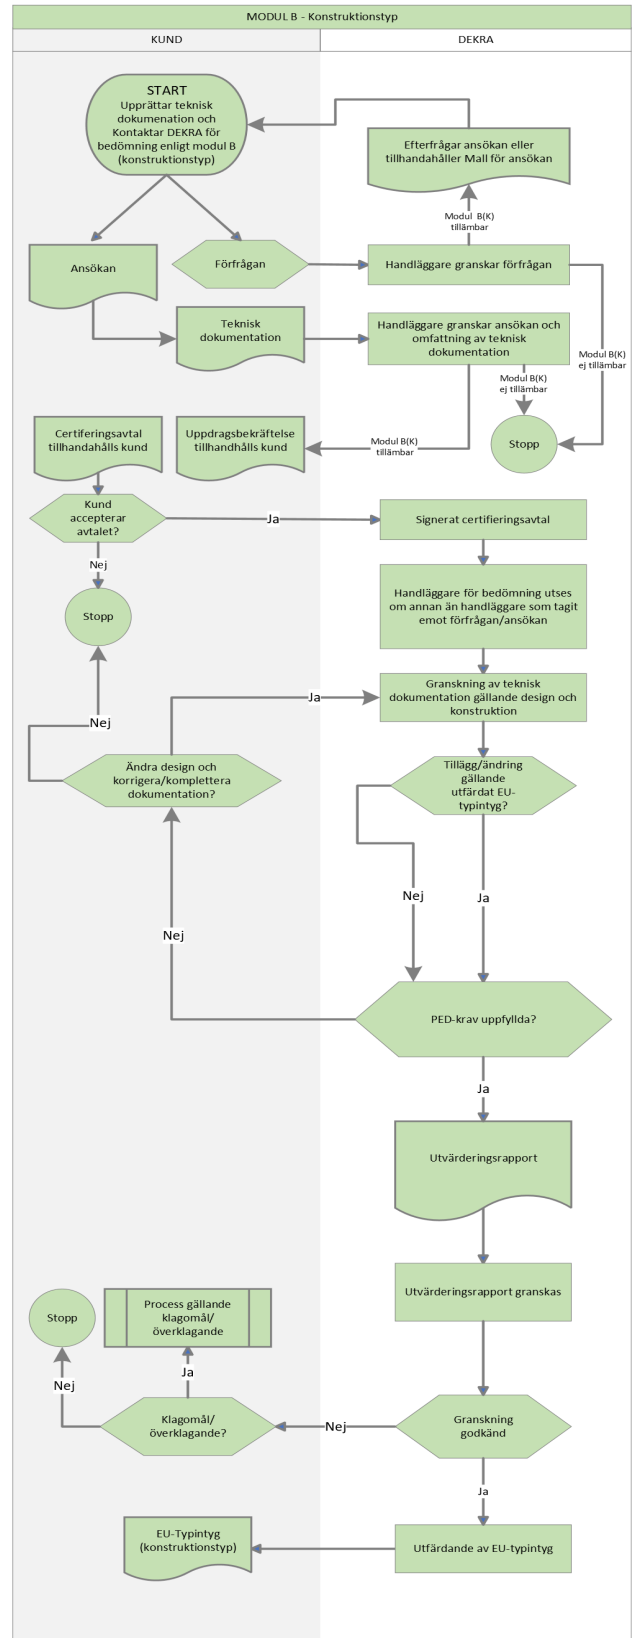 MODUL B - Konstruktionstyp
KUND
DEKRA
START
Upprättar teknisk
dokumenation och
Kontaktar DEKRA för
bedömning enligt modul B
(konstruktionstyp)
Efterfrågar ansökan eller
tillhandahåller Mall för ansökan
Modul B(K)
tillämbar
Ansökan
Förfrågan
Handläggare granskar förfrågan
Teknisk
dokumentation
Handläggare granskar ansökan och
omfattning av teknisk
dokumentation
Modul B(K)
ej tillämbar
Modul B(K)
ej tillämbar
Certiferingsavtal
tillhandahålls kund
Uppdragsbekräftelse
tillhandhålls kund
Modul B(K)
tillämbar
Stopp
Kund
accepterar
avtalet?
Ja
Signerat certifieringsavtal
Nej
Stopp
Handläggare för bedömning utses
om annan än handläggare som tagit
emot förfrågan/ansökan
Ja
Granskning av teknisk
dokumentation gällande design och
konstruktion
Nej
Ändra design och
korrigera/komplettera
dokumentation?
Tillägg/ändring
gällande
utfärdat EU-
typintyg?
Nej
Ja
Nej
PED-krav uppfyllda?
Ja
Utvärderingsrapport
Utvärderingsrapport granskas
Stopp
Process gällande
klagomål/
överklagande
Nej
Ja
Klagomål/
överklagande?
Nej
Granskning
godkänd
Ja
EU-Typintyg
(konstruktionstyp)
Utfärdande av EU-typintyg